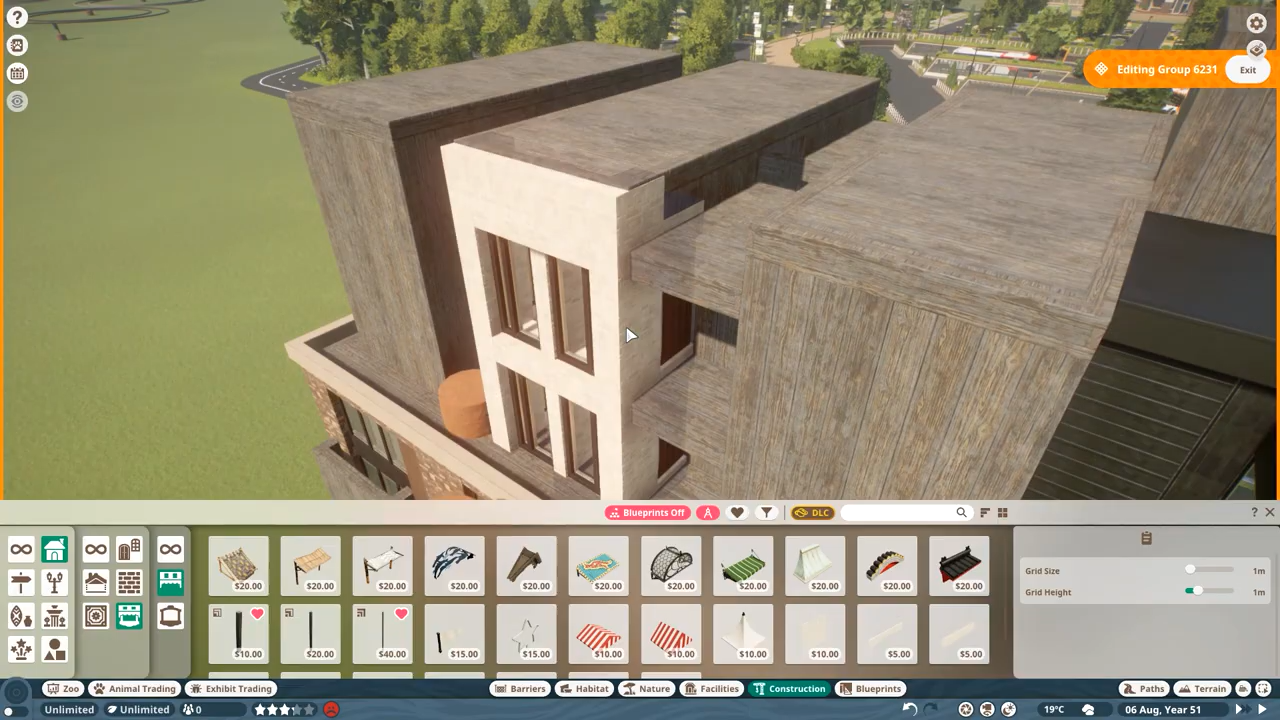 Editing Group 6231 Exit
Blueprints Off DLC
? 
$20.00 $20.00 $20.00 $20.00 $20.00 $20.00 $20.00 $20.00 $20.00 $20.00 $20.00
Grid Size 1m
Grid Height 1m
$10.00 $20.00 $40.00 $15.00 $15.00 $10.00 $10.00 $10.00 $10.00 $5.00 $5.00
Zoo Animal Trading Exhibit Trading Barriers Habitat Nature Facilities Construction Blueprints Paths Terrain
Unlimited Unlimited 0 19°C 06 Aug, Year 51